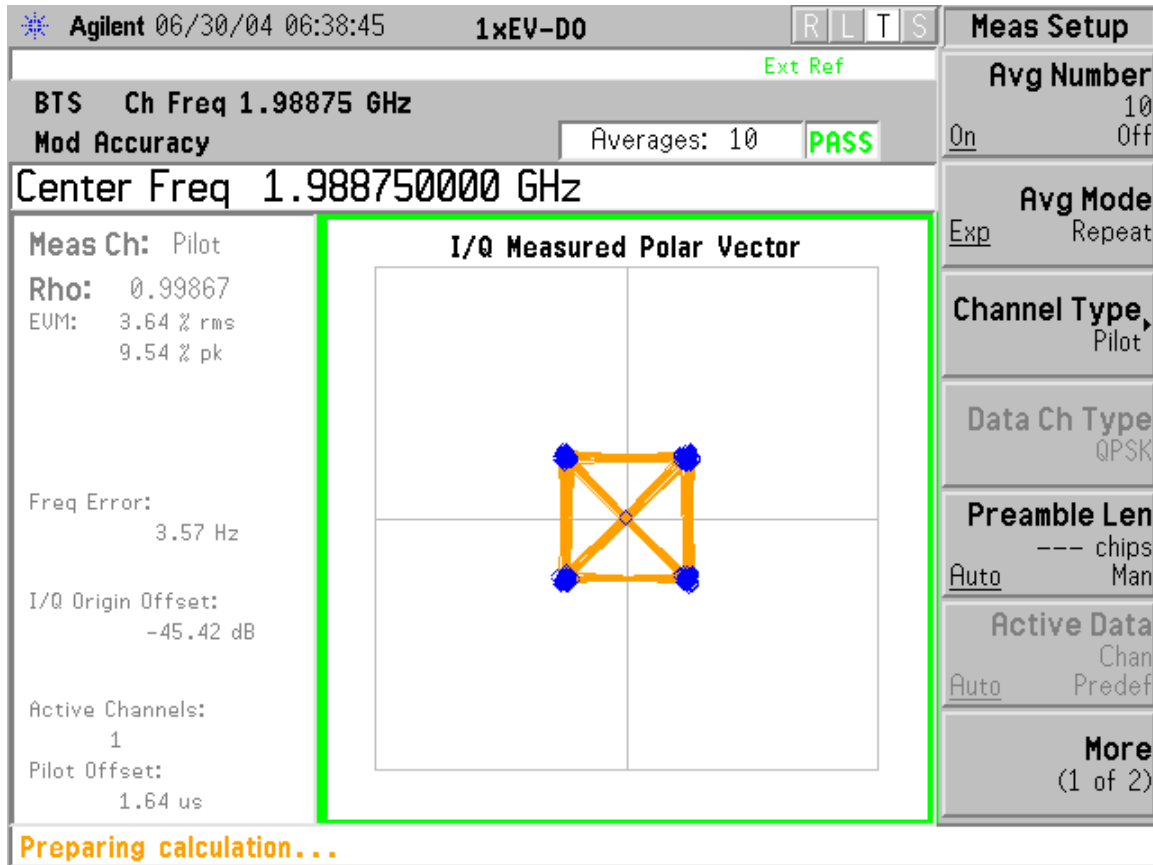 Agilent 06/30/04 06:38:45 1xEV-DO R L T S
Ext Ref
BTS Ch Freq 1.98875 GHz
Mod Accuracy Averages: 10 PASS
Center Freq 1.988750000 GHz
Meas Ch: Pilot
Rho: 0.99867
EVM: 3.64 % rms
9.54 % pk
Freq Error:
3.57 Hz
I/Q Origin Offset:
-45.42 dB
Active Channels:
1
Pilot Offset:
1.64 us
I/Q Measured Polar Vector
Preparing calculation...
Meas Setup
Avg Number
10
On Off
Avg Mode
Exp Repeat
Channel Type
Pilot
Data Ch Type
QPSK
Preamble Len
--- chips
Auto Man
Active Data
Chan
Auto Predef
More
(1 of 2)